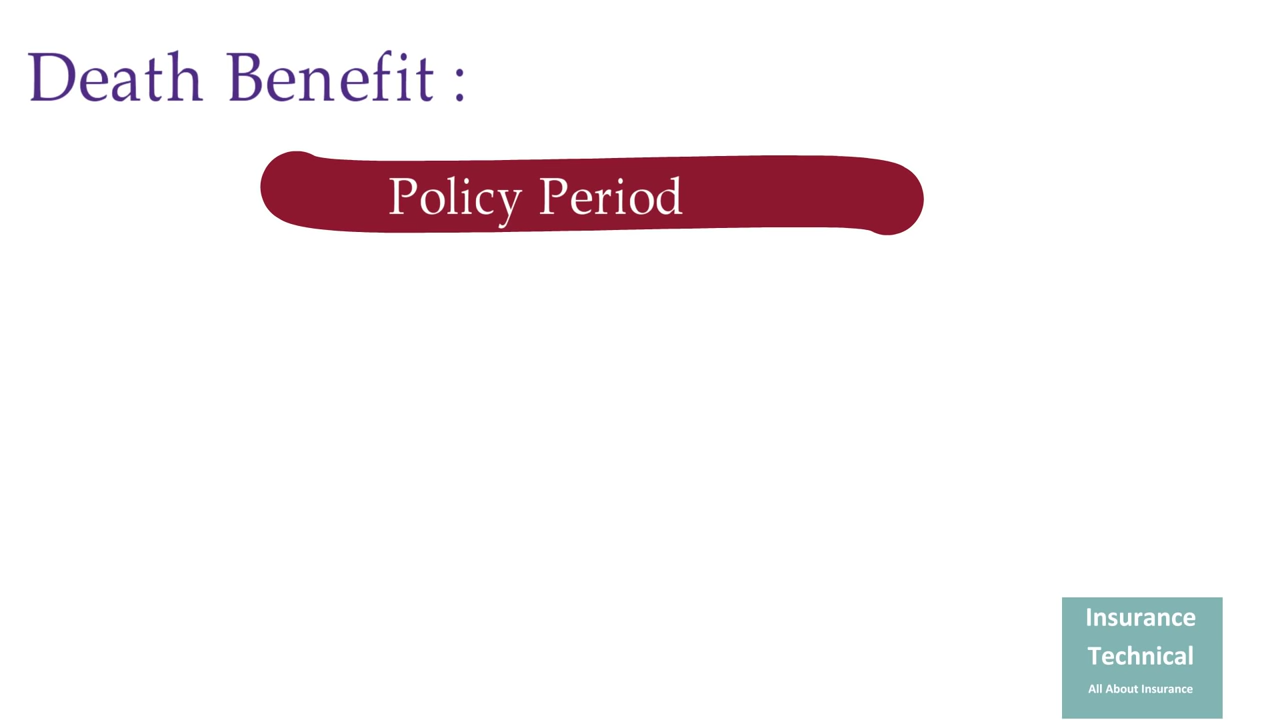 Death Benefit :
Policy Period
Insurance
Technical
All About Insurance